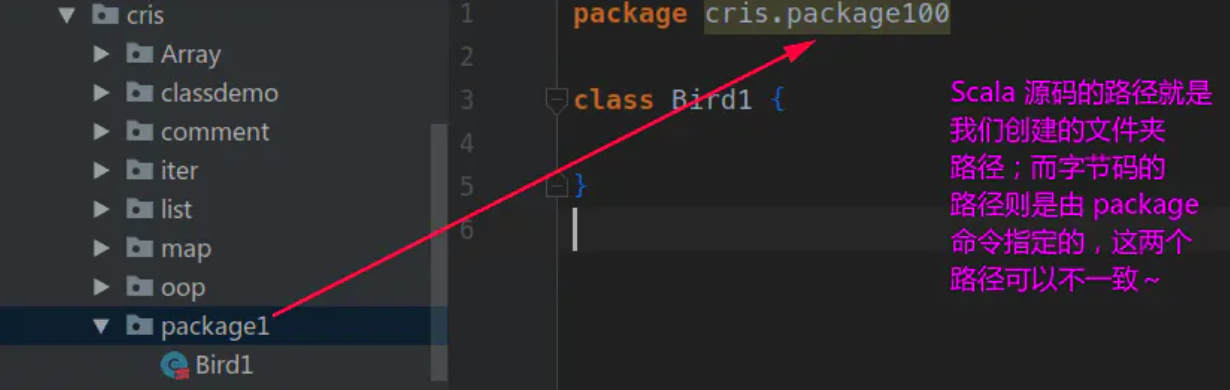 cris
Array
classdemo
comment
iter
list
map
oop
package1
Bird1
1 package cris.package100
2
3 class Bird1 {
4
5 }
6
Scala 源码的路径就是
我们创建的文件夹
路径；而字节码的
路径则是由 package
命令指定的，这两个
路径可以不一致～